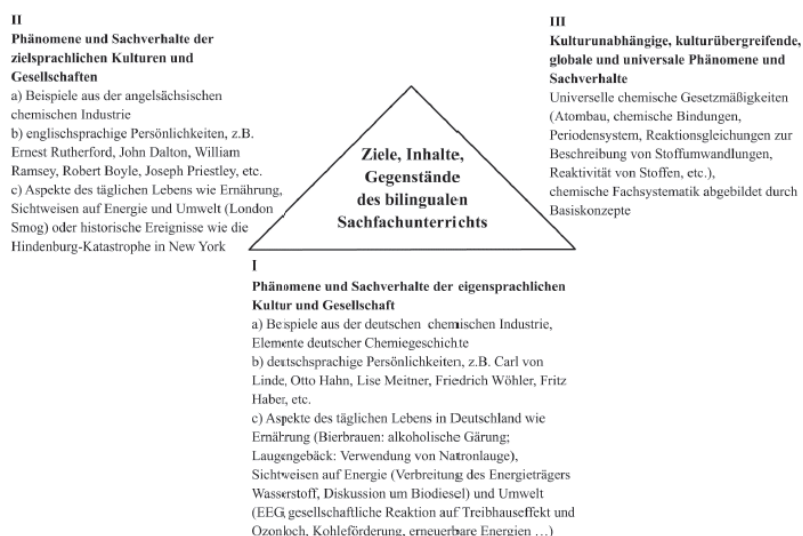 II
Phänomene und Sachverhalte der
zielsprachlichen Kulturen und
Gesellschaften
a) Beispiele aus der angelsächsischen
chemischen Industrie
b) englischsprachige Persönlichkeiten, z.B.
Ernest Rutherford, John Dalton, William
Ramsey, Robert Boyle, Joseph Priestley, etc.
c) Aspekte des täglichen Lebens wie Ernährung,
Sichtweisen auf Energie und Umwelt (London
Smog) oder historische Ereignisse wie die
Hindenburg-Katastrophe in New York
III
Kulturunabhängige, kulturübergreifende,
globale und universale Phänomene und
Sachverhalte
Universelle chemische Gesetzmäßigkeiten
(Atombau, chemische Bindungen,
Periodensystem, Reaktionsgleichungen zur
Beschreibung von Stoffumwandlungen,
Reaktivität von Stoffen, etc.),
chemische Fachsystematik abgebildet durch
Basiskonzepte
Ziele, Inhalte,
Gegenstände
des bilingualen
Sachfachunterrichts
I
Phänomene und Sachverhalte der eigensprachlichen
Kultur und Gesellschaft
a) Beispiele aus der deutschen chemischen Industrie,
Elemente deutscher Chemiegeschichte
b) deutschsprachige Persönlichkeiten, z.B. Carl von
Linde, Otto Hahn, Lise Meitner, Friedrich Wöhler, Fritz
Haber, etc.
c) Aspekte des täglichen Lebens in Deutschland wie
Ernährung (Bierbrauen: alkoholische Gärung;
Laugengebäck: Verwendung von Natronlauge),
Sichtweisen auf Energie (Verbreitung des Energieträgers
Wasserstoff, Diskussion um Biodiesel) und Umwelt
(EEG, gesellschaftliche Reaktion auf Treibhauseffekt und
Ozonloch, Kohleförderung, erneuerbare Energien …)